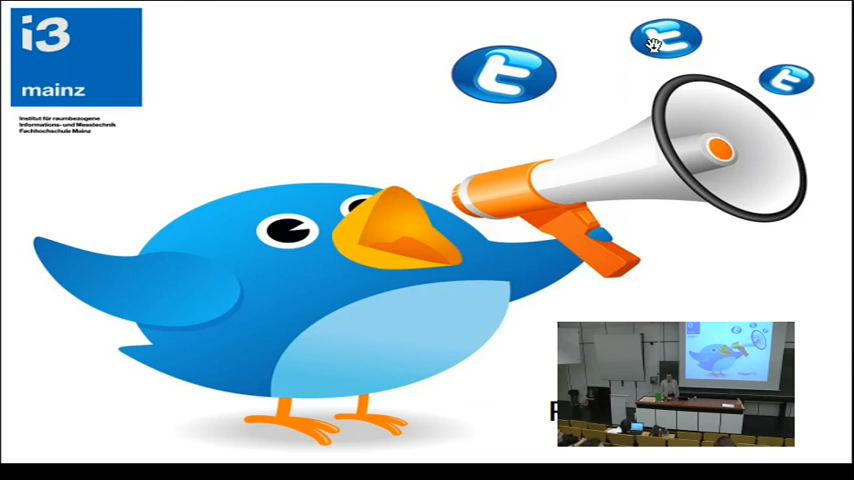 i3
mainz
Institut für raumbezogene
Informations- und Messtechnik
Fachhochschule Mainz
t
t
t